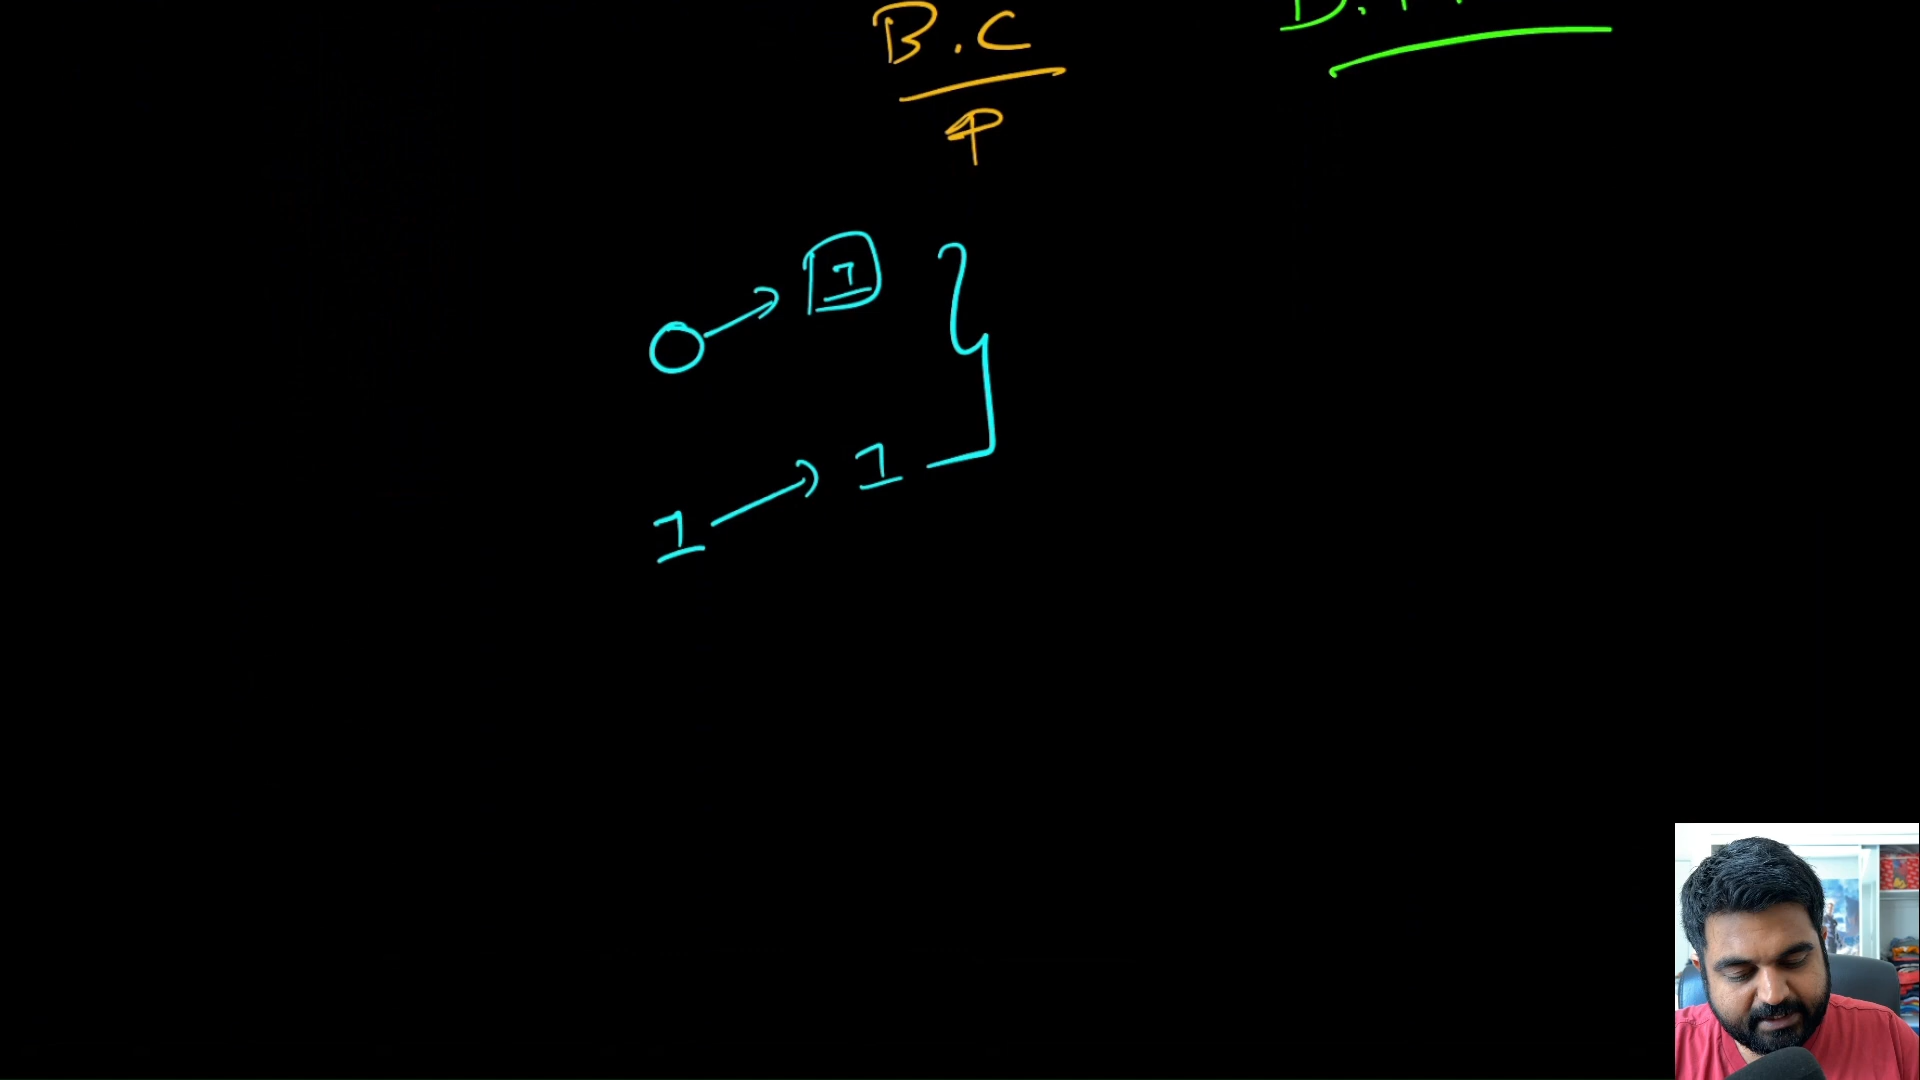 B.C
0 → 1
1 → 1